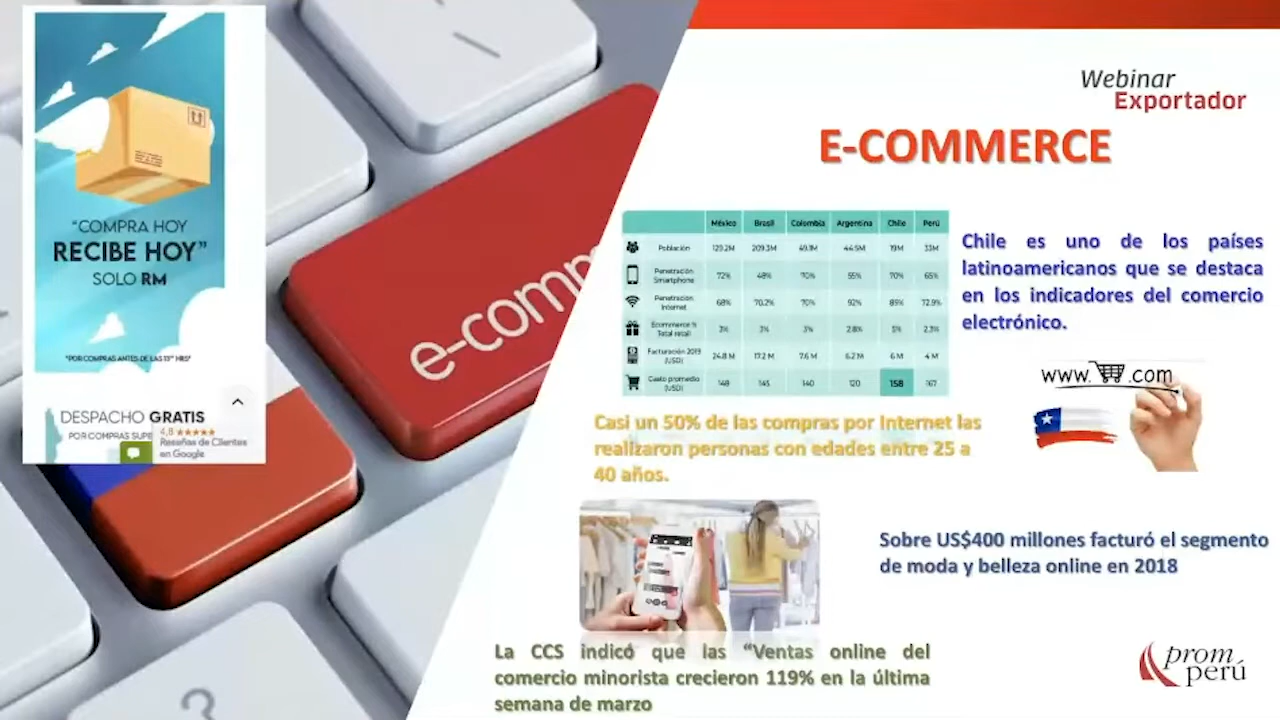 "COMPRA HOY
RECIBE HOY"
SOLO RM
DESPACHO GRATIS
POR COMPRAS SUPE
4,8 ★★★★★
Reseñas de Clientes
en Google
e-comm
Webinar
Exportador
E-COMMERCE
México Brasil Colombia Argentina Chile Perú
Población 129.2M 209.3M 49.1M 44.5M 19M 33M
Penetración
Smartphone 72% 48% 70% 55% 70% 65%
Penetración
Internet 68% 70.2% 70% 92% 85% 72.9%
Ecommerce %
Total retail 3% 3% 3% 2.8% 5% 2.3%
Facturación 2019
(USD) 24.8 M 17.2 M 7.6 M 6.2 M 6 M 4 M
Gasto promedio
(USD) 148 145 140 120 158 167
Chile es uno de los países
latinoamericanos que se destaca
en los indicadores del comercio
electrónico.
www. .com
Casi un 50% de las compras por Internet las
realizaron personas con edades entre 25 a
40 años.
Sobre US$400 millones facturó el segmento
de moda y belleza online en 2018
La CCS indicó que las "Ventas online del
comercio minorista crecieron 119% en la última
semana de marzo
prom
perú